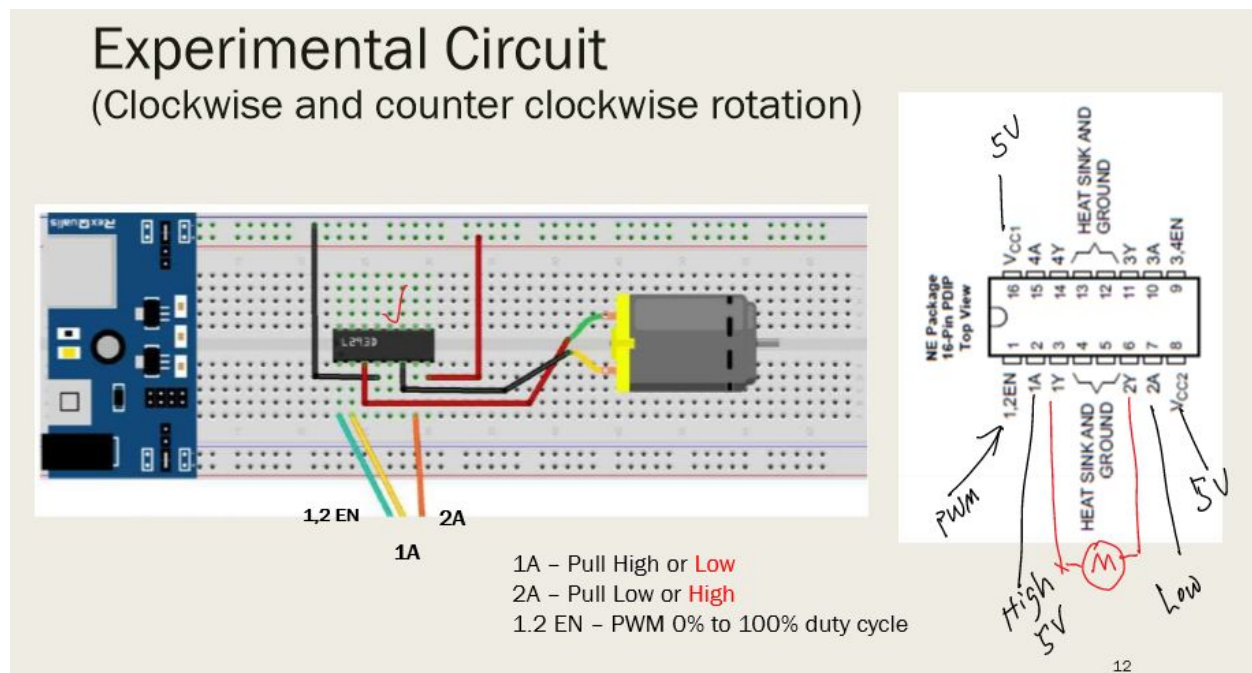 Experimental Circuit
(Clockwise and counter clockwise rotation)
RexQualis
L293D
1,2 EN
1A
2A
1A – Pull High or Low
2A – Pull Low or High
1.2 EN – PWM 0% to 100% duty cycle
NE Package
16-Pin PDIP
Top View
5V
VCC1
4A
4Y
HEAT SINK AND
GROUND
3Y
3A
3,4EN
16 15 14 13 12 11 10 9
1 2 3 4 5 6 7 8
1,2EN
1A
1Y
HEAT SINK AND
GROUND
2Y
2A
VCC2
PWM
High
5V
M
Low
5V
12